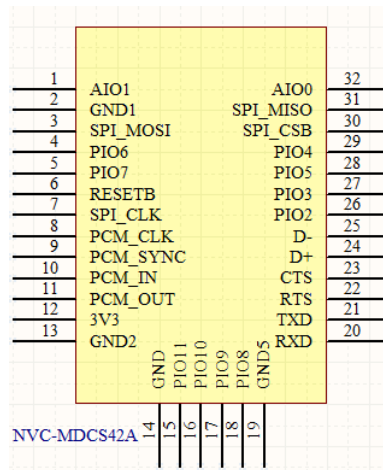 1 AIO1 AIO0 32
2 GND1 SPI_MISO 31
3 SPI_MOSI SPI_CSB 30
4 PIO6 PIO4 29
5 PIO7 PIO5 28
6 RESETB PIO3 27
7 SPI_CLK PIO2 26
8 PCM_CLK D- 25
9 PCM_SYNC D+ 24
10 PCM_IN CTS 23
11 PCM_OUT RTS 22
12 3V3 TXD 21
13 GND2 RXD 20
GND PIO11 PIO10 PIO9 PIO8 GND5
NVC-MDCS42A 14 15 16 17 18 19